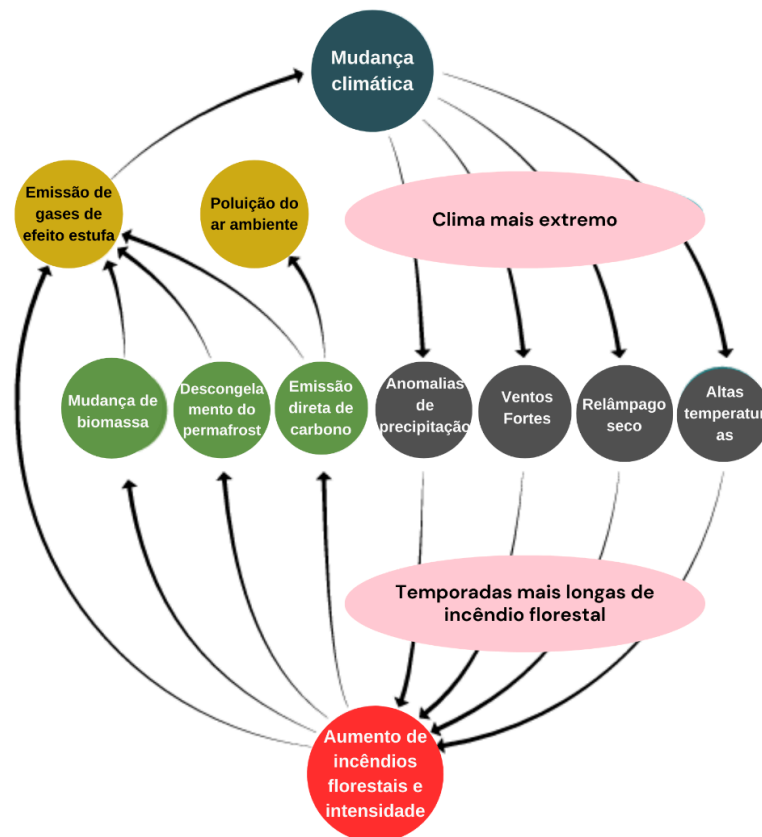 Mudança
climática
Emissão de
gases de
efeito estufa
Poluição do
ar ambiente
Clima mais extremo
Mudança de
biomassa
Descongela
mento do
permafrost
Emissão
direta de
carbono
Anomalias
de
precipitação
Ventos
Fortes
Relâmpago
seco
Altas
temperatur
as
Temporadas mais longas de
incêndio florestal
Aumento de
incêndios
florestais e
intensidade